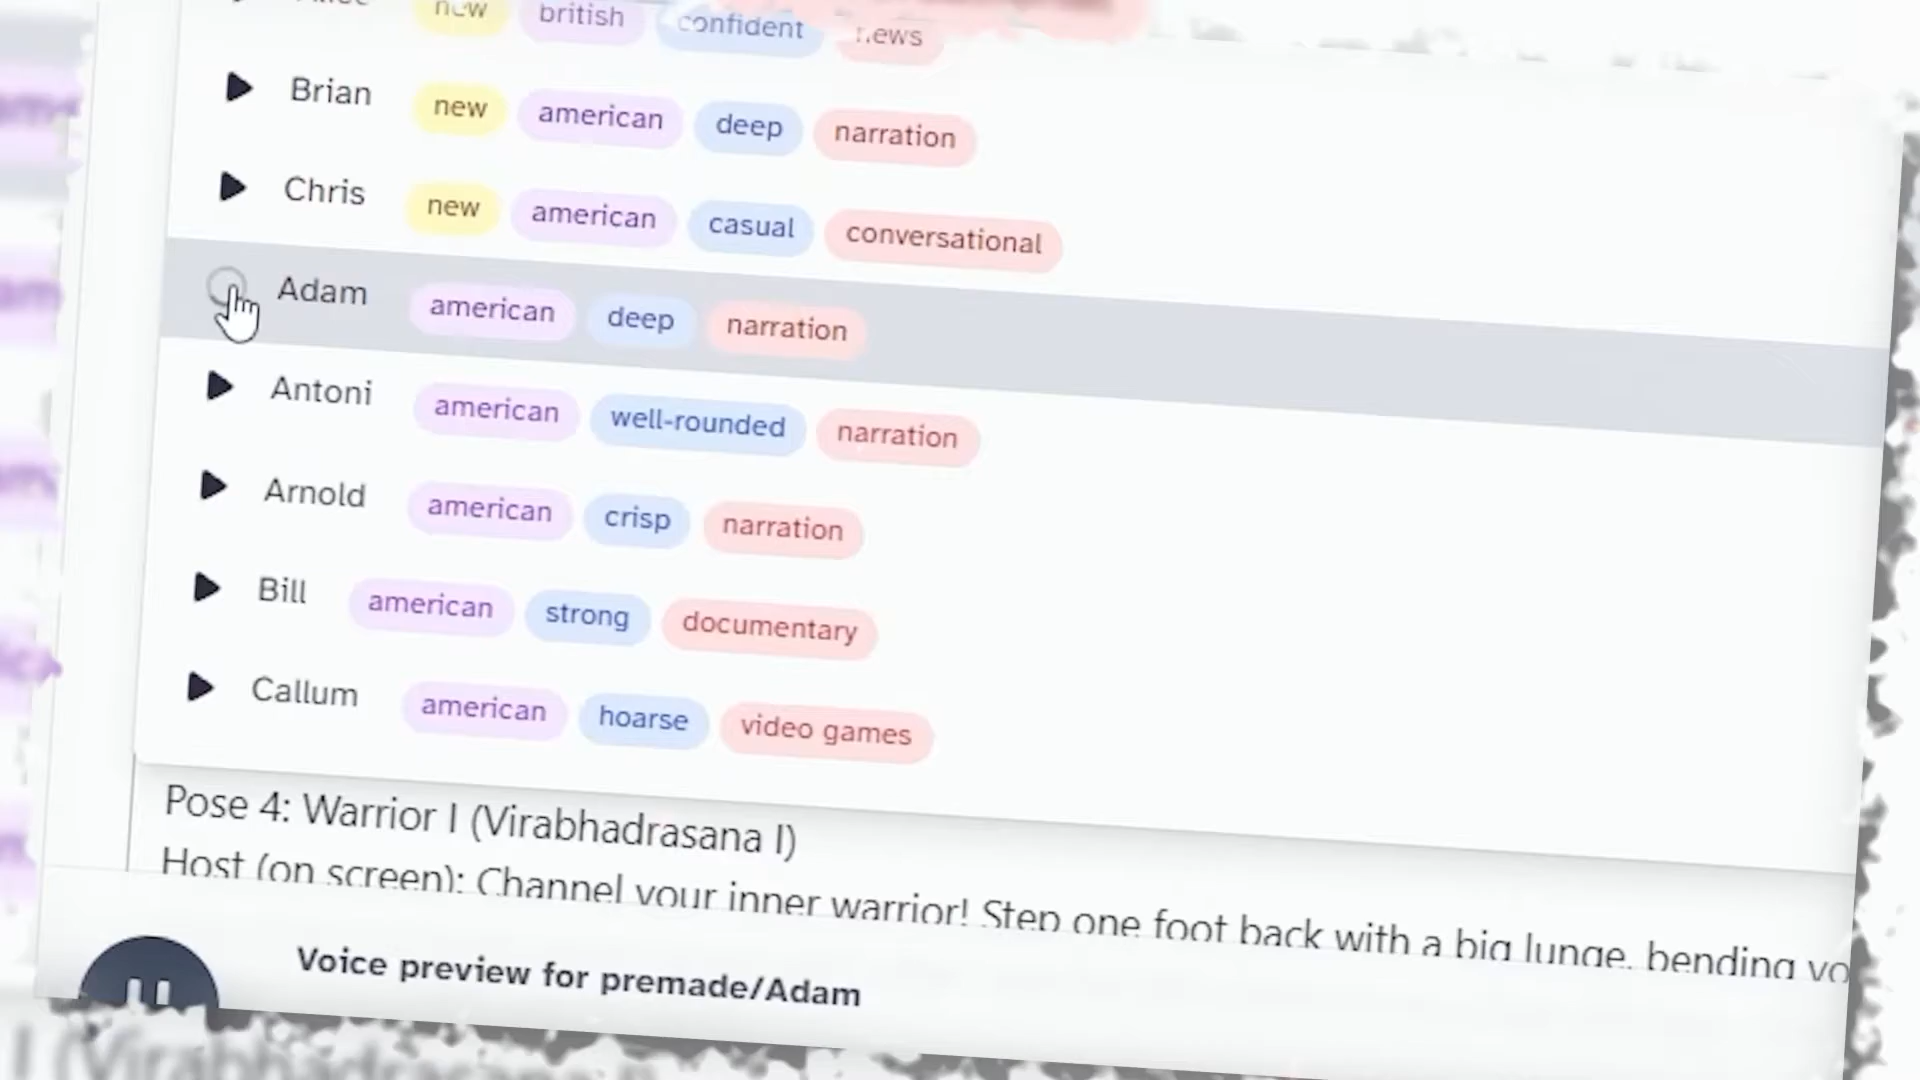 new british confident news
Brian new american deep narration
Chris new american casual conversational
Adam american deep narration
Antoni american well-rounded narration
Arnold american crisp narration
Bill american strong documentary
Callum american hoarse video games
Pose 4: Warrior I (Virabhadrasana I)
Host (on screen): Channel your inner warrior! Step one foot back with a big lunge, bending
Voice preview for premade/Adam